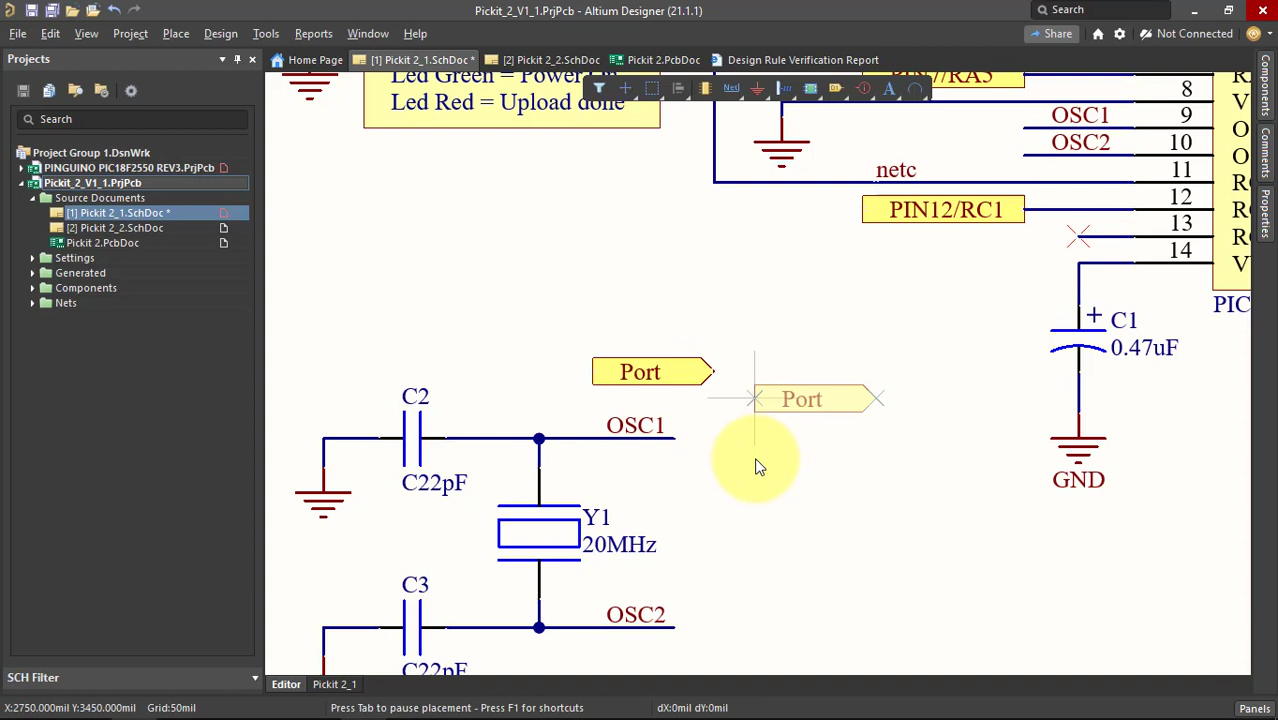 Pickit_2_V1_1.PrjPcb - Altium Designer (21.1.1)
Search
File Edit View Project Place Design Tools Reports Window Help
Share Not Connected
Projects
Home Page [1] Pickit 2_1.SchDoc * [2] Pickit 2_2.SchDoc Pickit 2.PcbDoc Design Rule Verification Report
Search
Project Group 1.DsnWrk
PINGUINO PIC18F2550 REV3.PrjPcb
Pickit_2_V1_1.PrjPcb
Source Documents
[1] Pickit 2_1.SchDoc *
[2] Pickit 2_2.SchDoc
Pickit 2.PcbDoc
Settings
Generated
Components
Nets
Led Red = Upload done
Net
A
8
OSC1 9
OSC2 10
netc 11
PIN12/RC1 12
13
14
PIC
C1
0.47uF
GND
Port
Port
C2
C22pF
OSC1
Y1
20MHz
C3
C22pF
OSC2
Components
Comments
Properties
SCH Filter
Editor Pickit 2_1
X:2750.000mil Y:3450.000mil Grid:50mil Press Tab to pause placement - Press F1 for shortcuts dX:0mil dY:0mil Panels